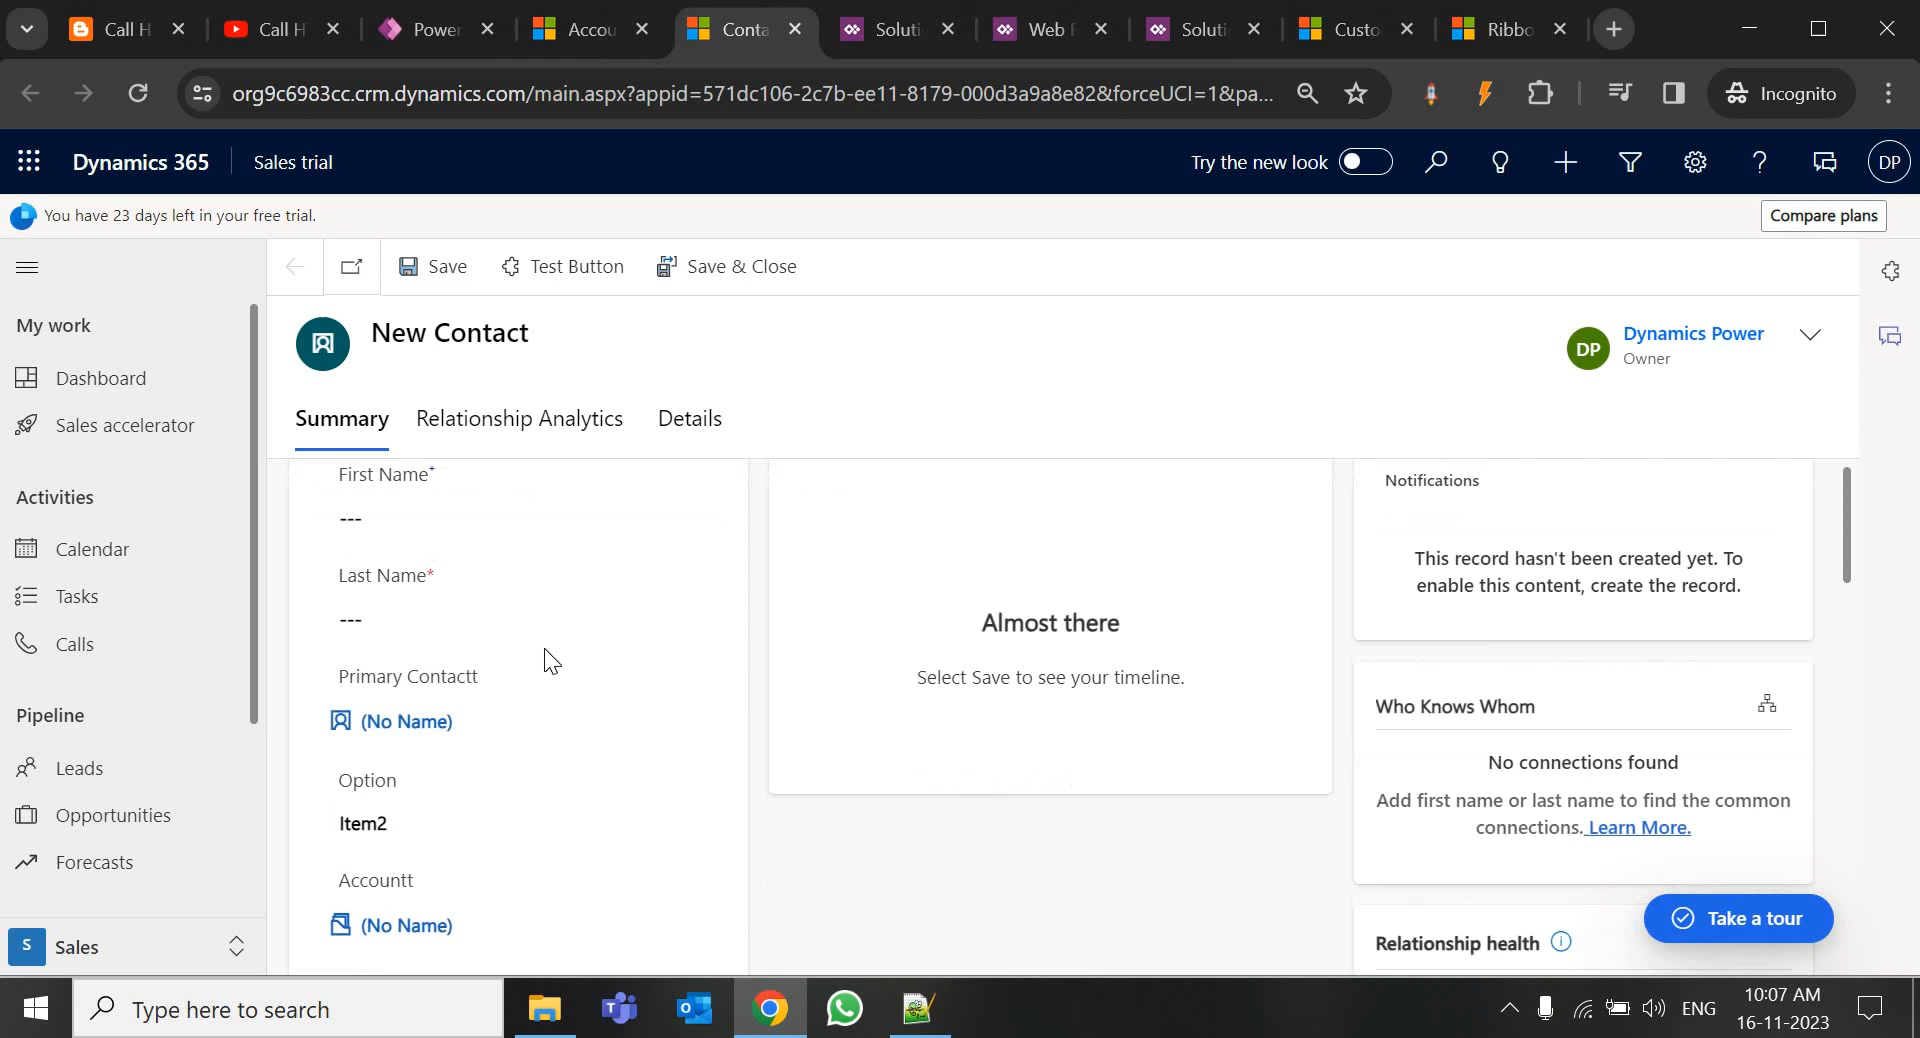 Call H
Call H
Power
Accou
Conta
Soluti
Web F
Soluti
Custo
Ribbo
org9c6983cc.crm.dynamics.com/main.aspx?appid=571dc106-2c7b-ee11-8179-000d3a9a8e82&forceUCI=1&pa...
Incognito
Dynamics 365
Sales trial
Try the new look
DP
You have 23 days left in your free trial.
Compare plans
Save
Test Button
Save & Close
My work
Dashboard
Sales accelerator
Activities
Calendar
Tasks
Calls
Pipeline
Leads
Opportunities
Forecasts
S
Sales
New Contact
DP
Dynamics Power
Owner
Summary
Relationship Analytics
Details
First Name+
---
Last Name*
---
Primary Contactt
(No Name)
Option
Item2
Accountt
(No Name)
Almost there
Select Save to see your timeline.
Notifications
This record hasn't been created yet. To
enable this content, create the record.
Who Knows Whom
No connections found
Add first name or last name to find the common
connections. Learn More.
Take a tour
Relationship health
Type here to search
ENG
10:07 AM
16-11-2023